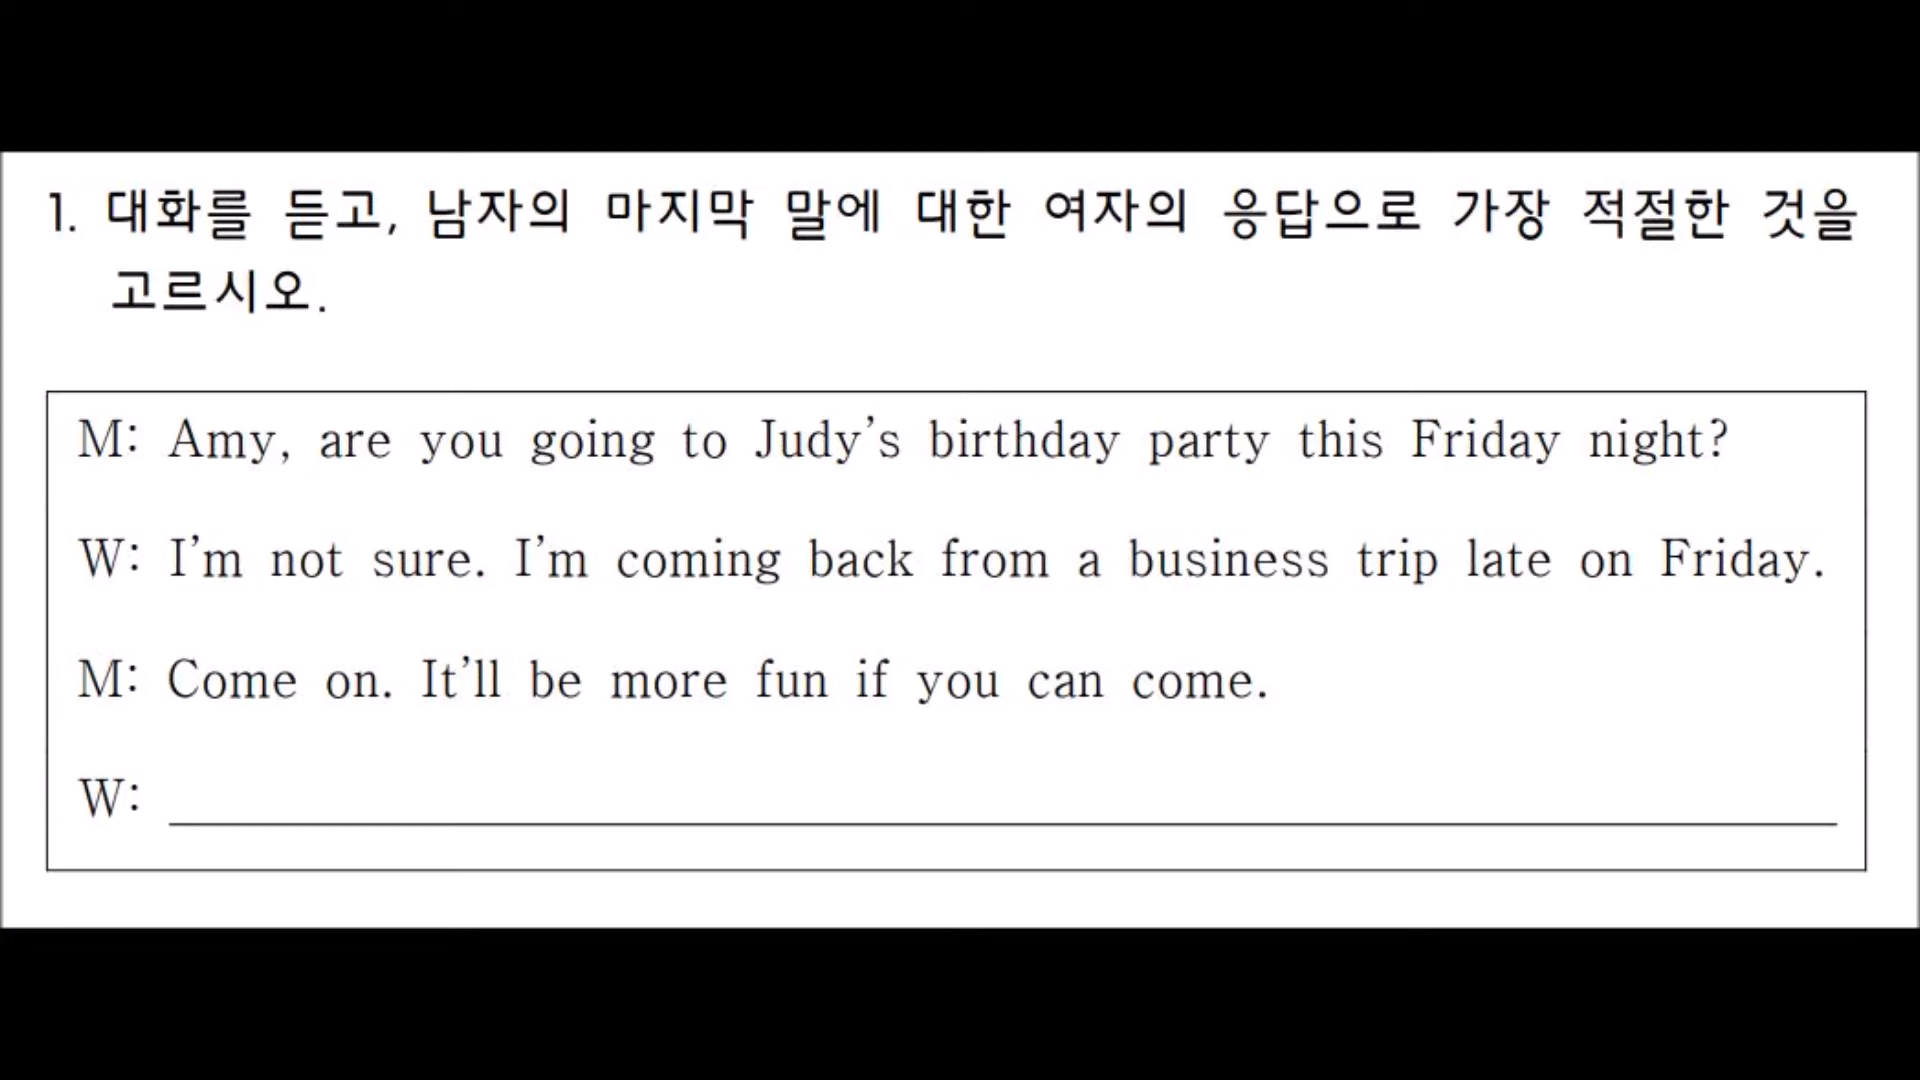 1. 대화를 듣고, 남자의 마지막 말에 대한 여자의 응답으로 가장 적절한 것을
고르시오.
M: Amy, are you going to Judy’s birthday party this Friday night?
W: I’m not sure. I’m coming back from a business trip late on Friday.
M: Come on. It’ll be more fun if you can come.
W: